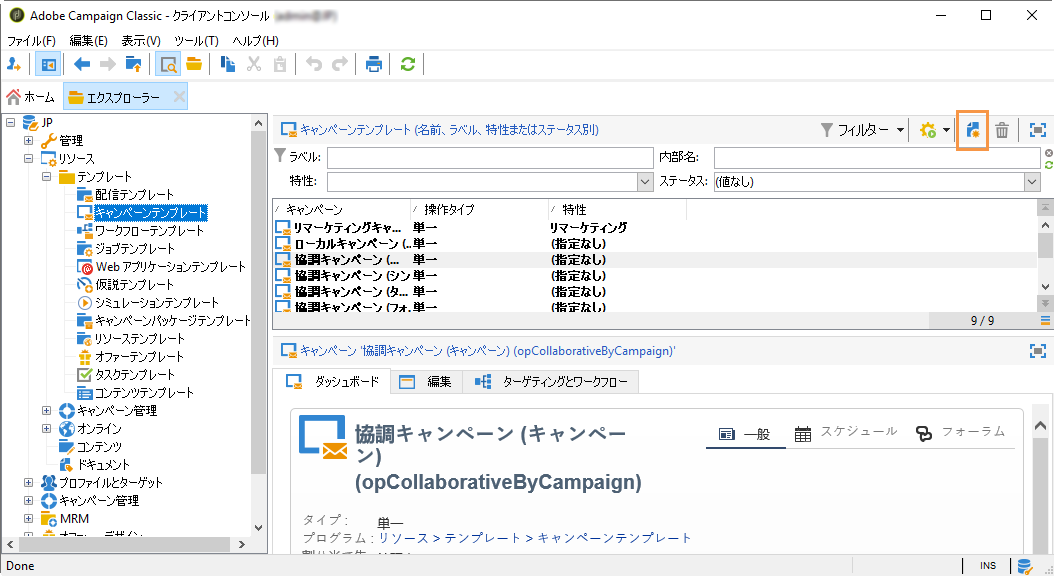 Adobe Campaign Classic - クライアントコンソール
ファイル(F) 編集(E) 表示(V) ツール(T) ヘルプ(H)
ホーム エクスプローラー
JP
管理
リソース
テンプレート
配信テンプレート
キャンペーンテンプレート
ワークフローテンプレート
ジョブテンプレート
Web アプリケーションテンプレート
仮説テンプレート
シミュレーションテンプレート
キャンペーンパッケージテンプレート
リソーステンプレート
オファーテンプレート
タスクテンプレート
コンテンツテンプレート
キャンペーン管理
オンライン
コンテンツ
ドキュメント
プロファイルとターゲット
キャンペーン管理
MRM
キャンペーンテンプレート (名前、ラベル、特性またはステータス別)
フィルター
ラベル: 内部名:
特性: ステータス: (値なし)
キャンペーン 操作タイプ 特性
リマーケティングキャ... 単一 リマーケティング
ローカルキャンペーン (... 単一 (指定なし)
協調キャンペーン (... 単一 (指定なし)
協調キャンペーン (シン 単一 (指定なし)
協調キャンペーン (タ... 単一 (指定なし)
協調キャンペーン (フォ 単一 (指定なし)
9 / 9
キャンペーン '協調キャンペーン (キャンペーン) (opCollaborativeByCampaign)'
ダッシュボード 編集 ターゲティングとワークフロー
協調キャンペーン (キャンペー
ン)
(opCollaborativeByCampaign)
一般 スケジュール フォーラム
タイプ : 単一
プログラム : リソース > テンプレート > キャンペーンテンプレート
Done INS